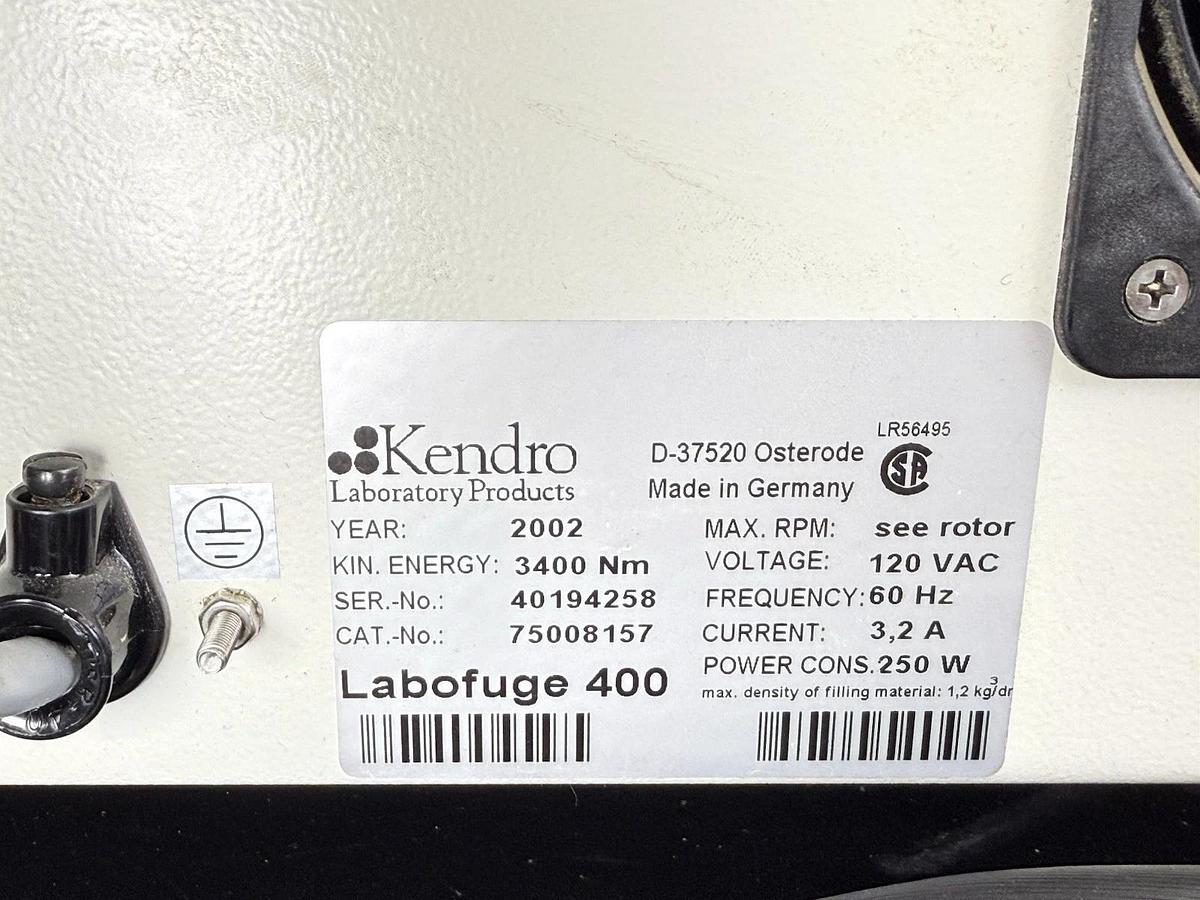 Kendro
Laboratory Products
D-37520 Osterode
Made in Germany
LR56495
SA
YEAR: 2002
KIN. ENERGY: 3400 Nm
SER.-No.: 40194258
CAT.-No.: 75008157
Labofuge 400
MAX. RPM: see rotor
VOLTAGE: 120 VAC
FREQUENCY: 60 Hz
CURRENT: 3,2 A
POWER CONS. 250 W
max. density of filling material: 1,2 kg/dr³